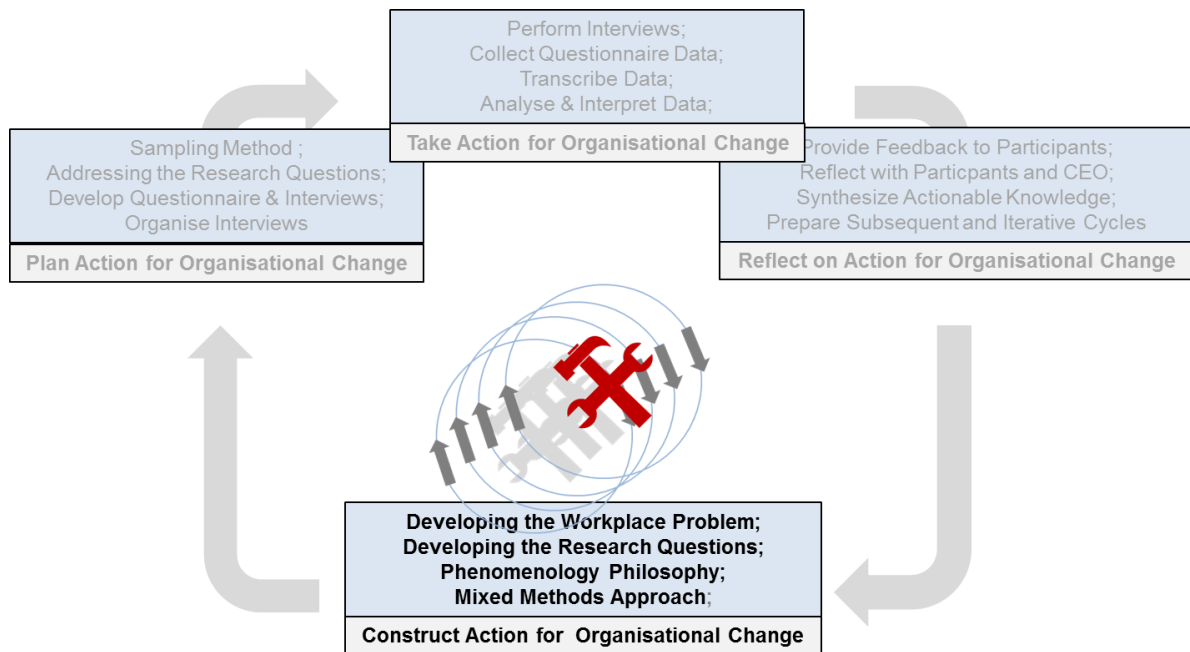 Perform Interviews;
Collect Questionnaire Data;
Transcribe Data;
Analyse & Interpret Data;
Take Action for Organisational Change
Sampling Method ;
Addressing the Research Questions;
Develop Questionnaire & Interviews;
Organise Interviews
Plan Action for Organisational Change
Provide Feedback to Participants;
Reflect with Particpants and CEO;
Synthesize Actionable Knowledge;
Prepare Subsequent and Iterative Cycles
Reflect on Action for Organisational Change
Developing the Workplace Problem;
Developing the Research Questions;
Phenomenology Philosophy;
Mixed Methods Approach;
Construct Action for Organisational Change